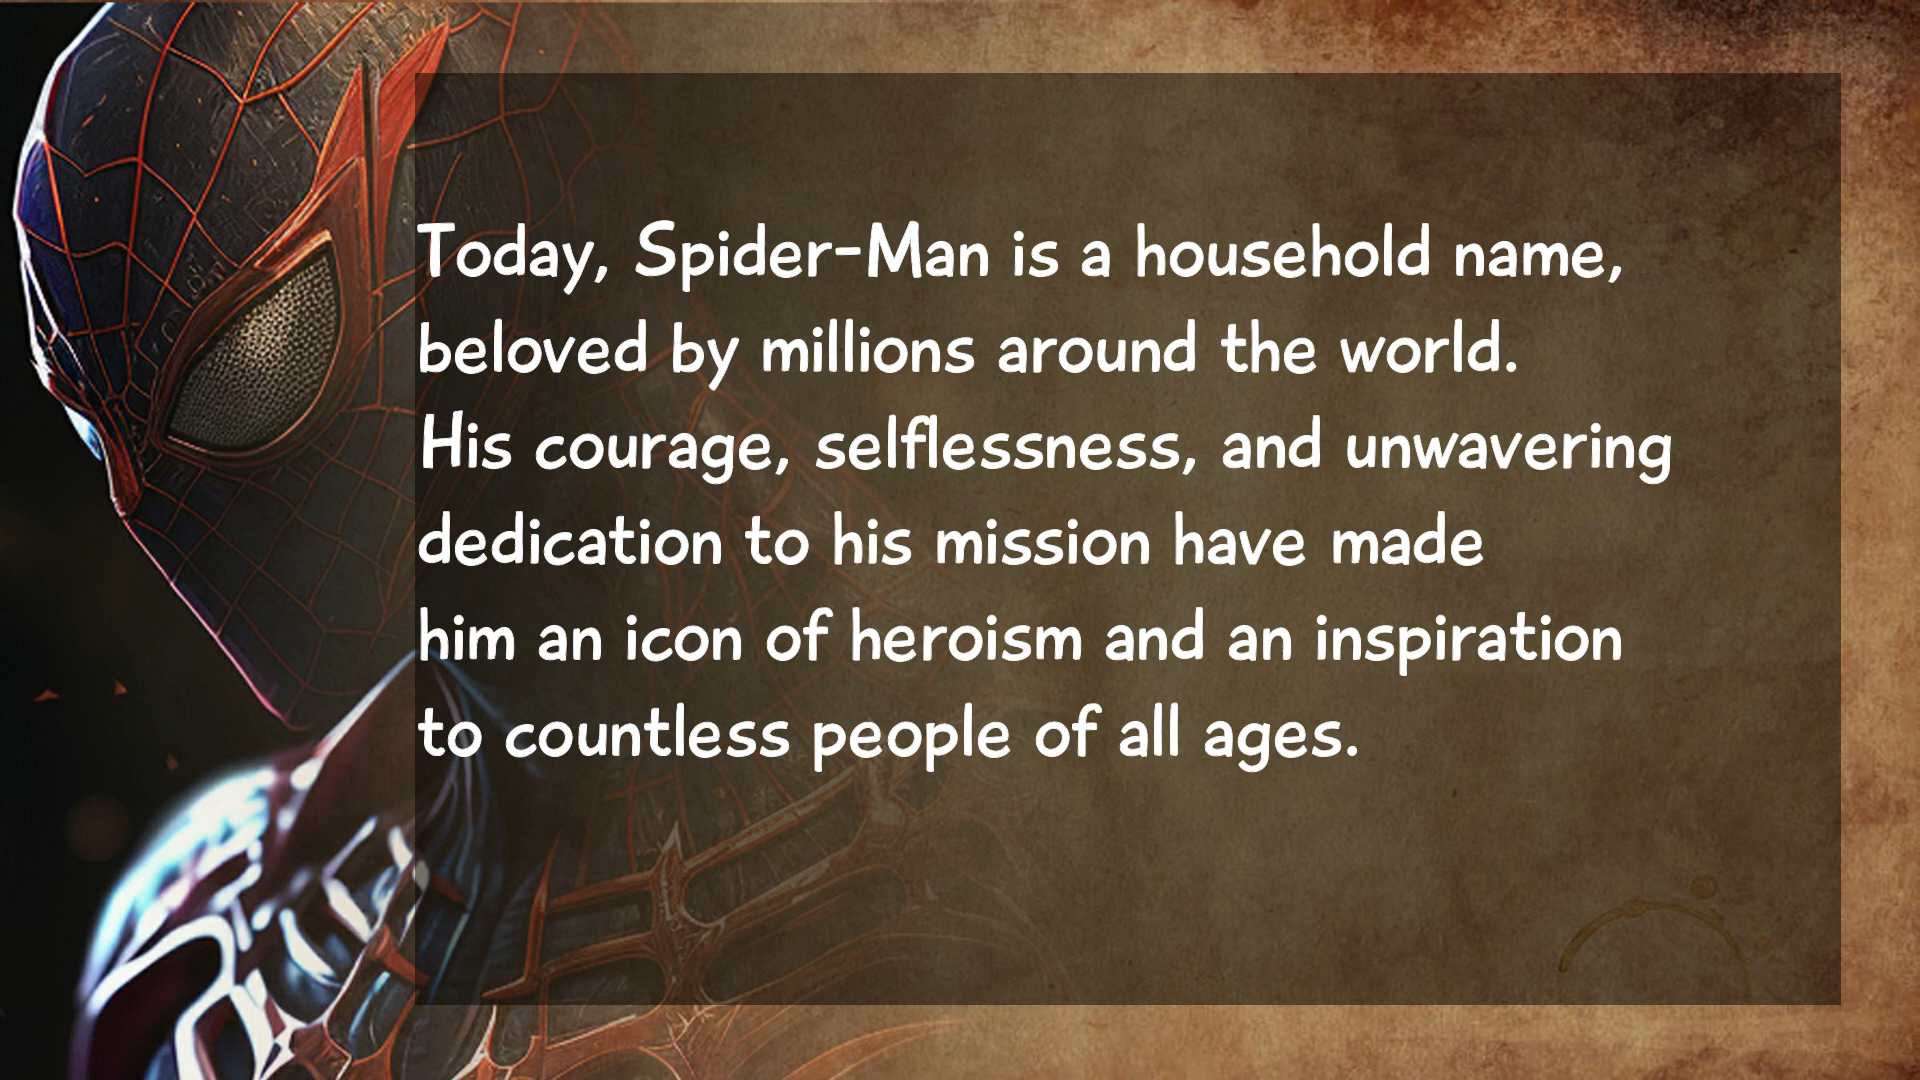 Today, Spider-Man is a household name,
beloved by millions around the world.
His courage, selflessness, and unwavering
dedication to his mission have made
him an icon of heroism and an inspiration
to countless people of all ages.